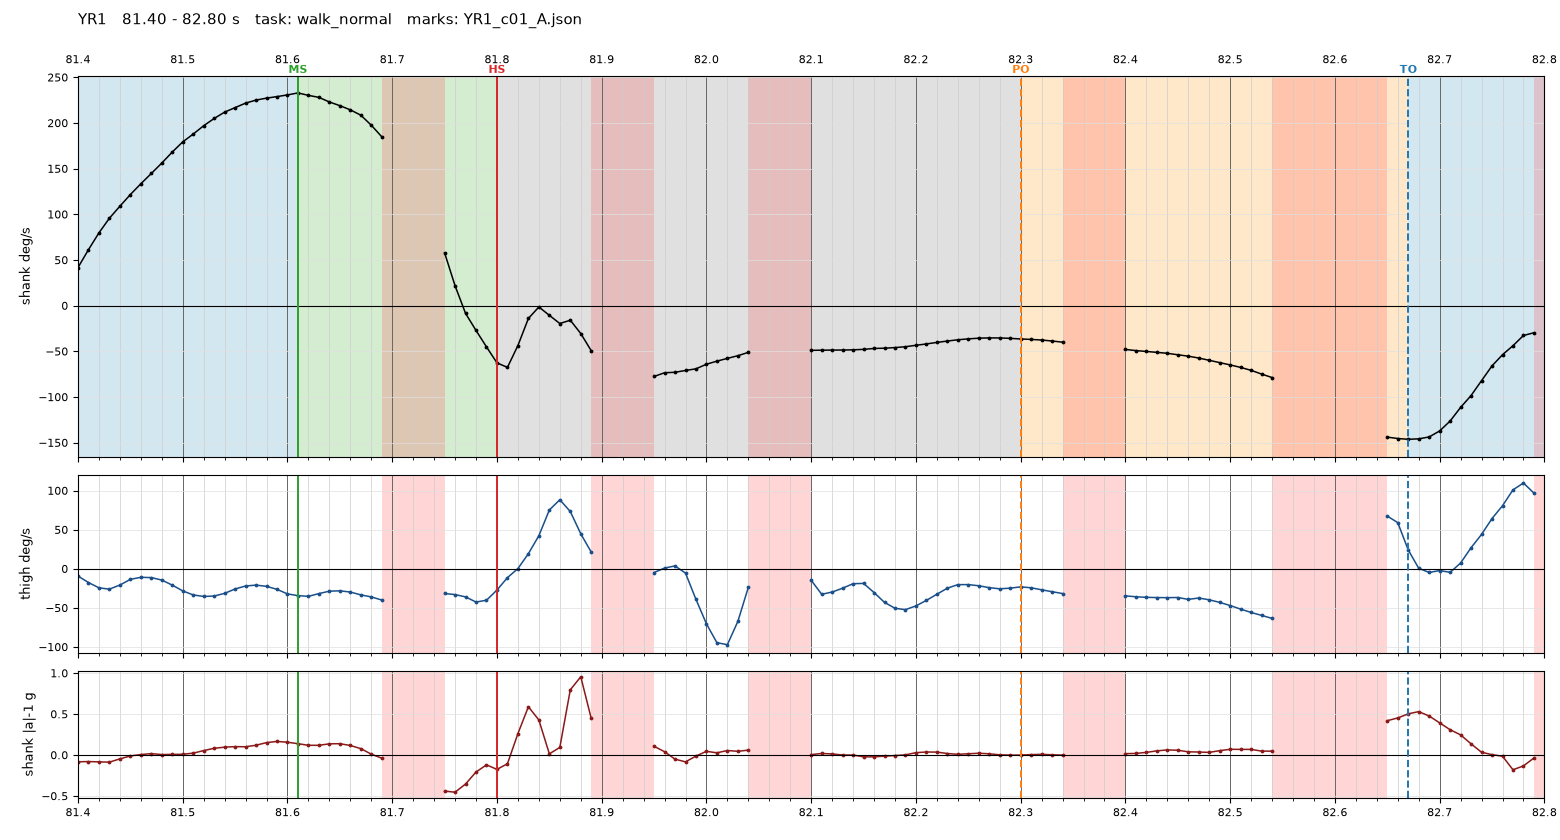 YR1   81.40 - 82.80 s   task: walk_normal   marks: YR1_c01_A.json
81.4 81.5 81.6 81.7 81.8 81.9 82.0 82.1 82.2 82.3 82.4 82.5 82.6 82.7 82.8
MS HS PO TO
250
200
150
100
50
0
−50
−100
−150
shank deg/s
100
50
0
−50
−100
thigh deg/s
1.0
0.5
0.0
−0.5
shank |a|-1 g
81.4 81.5 81.6 81.7 81.8 81.9 82.0 82.1 82.2 82.3 82.4 82.5 82.6 82.7 82.8